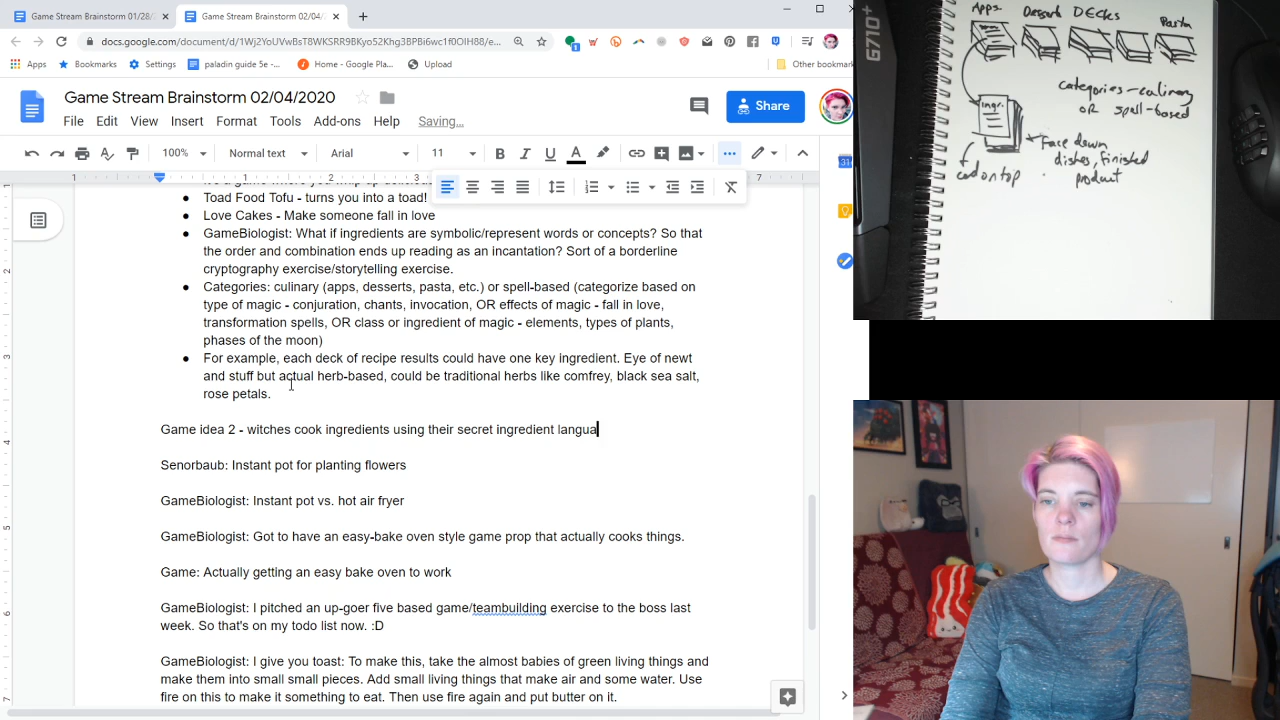 Game Stream Brainstorm 01/28/
Game Stream Brainstorm 02/04/
docs.google.com/document/d/1Wj2YoUVwBsT8WKSRR9BKyo52Khg3BPBi6wc1f0OIH88/e...
Apps
Bookmarks
Settings
paladin guide 5e -...
Home - Google Pla...
Upload
Other bookmark
Game Stream Brainstorm 02/04/2020
File Edit View Insert Format Tools Add-ons Help Saving...
Share
100% Normal text Arial 11
1 1 2 3 7
Toad Food Tofu - turns you into a toad!
Love Cakes - Make someone fall in love
GameBiologist: What if ingredients are symbolic/represent words or concepts? So that
the order and combination ends up reading as an incantation? Sort of a borderline
cryptography exercise/storytelling exercise.
Categories: culinary (apps, desserts, pasta, etc.) or spell-based (categorize based on
type of magic - conjuration, chants, invocation, OR effects of magic - fall in love,
transformation spells, OR class or ingredient of magic - elements, types of plants,
phases of the moon)
For example, each deck of recipe results could have one key ingredient. Eye of newt
and stuff but actual herb-based, could be traditional herbs like comfrey, black sea salt,
rose petals.
Game idea 2 - witches cook ingredients using their secret ingredient langua
Senorbaub: Instant pot for planting flowers
GameBiologist: Instant pot vs. hot air fryer
GameBiologist: Got to have an easy-bake oven style game prop that actually cooks things.
Game: Actually getting an easy bake oven to work
GameBiologist: I pitched an up-goer five based game/teambuilding exercise to the boss last
week. So that's on my todo list now. :D
GameBiologist: I give you toast: To make this, take the almost babies of green living things and
make them into small small pieces. Add small living things that make air and some water. Use
fire on this to make it something to eat. Then use fire again and put butter on it.
G710+
Apps. Dessert DECKS Pasta
categories - culinary
OR spell-based
Ingr.
Face down
dishes, finished
product
card on top